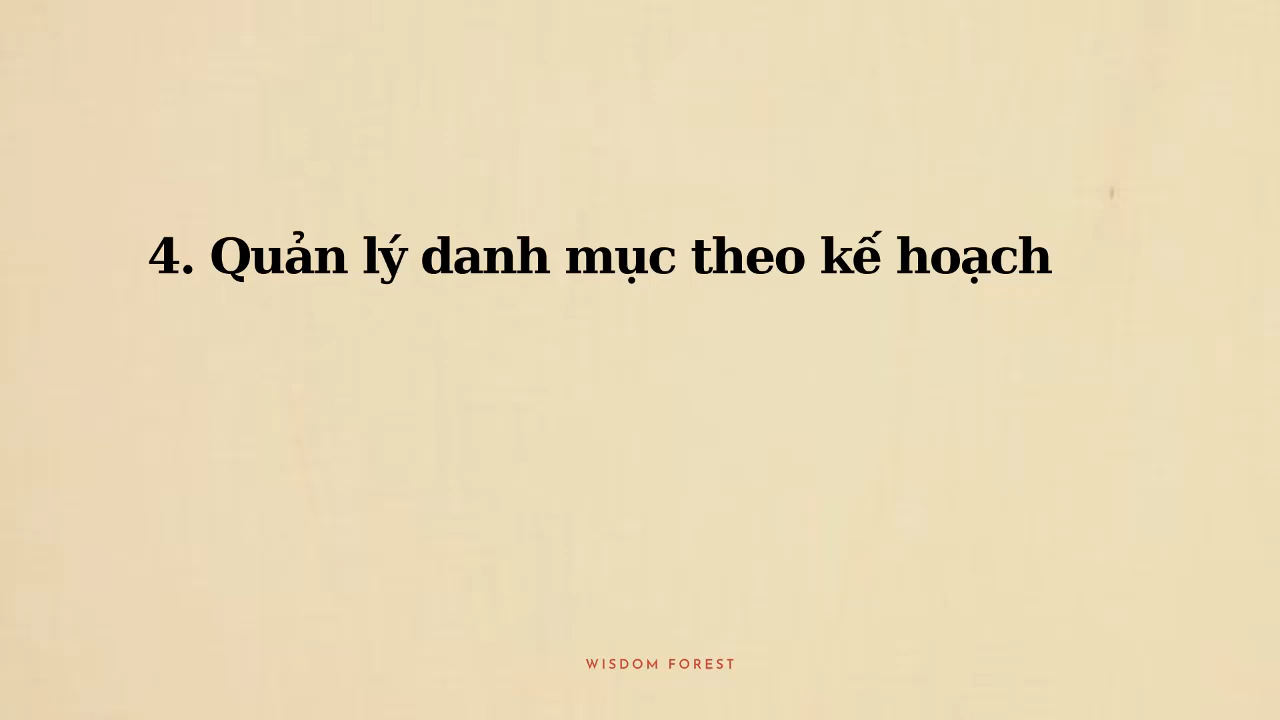 4. Quản lý danh mục theo kế hoạch
WISDOM FOREST